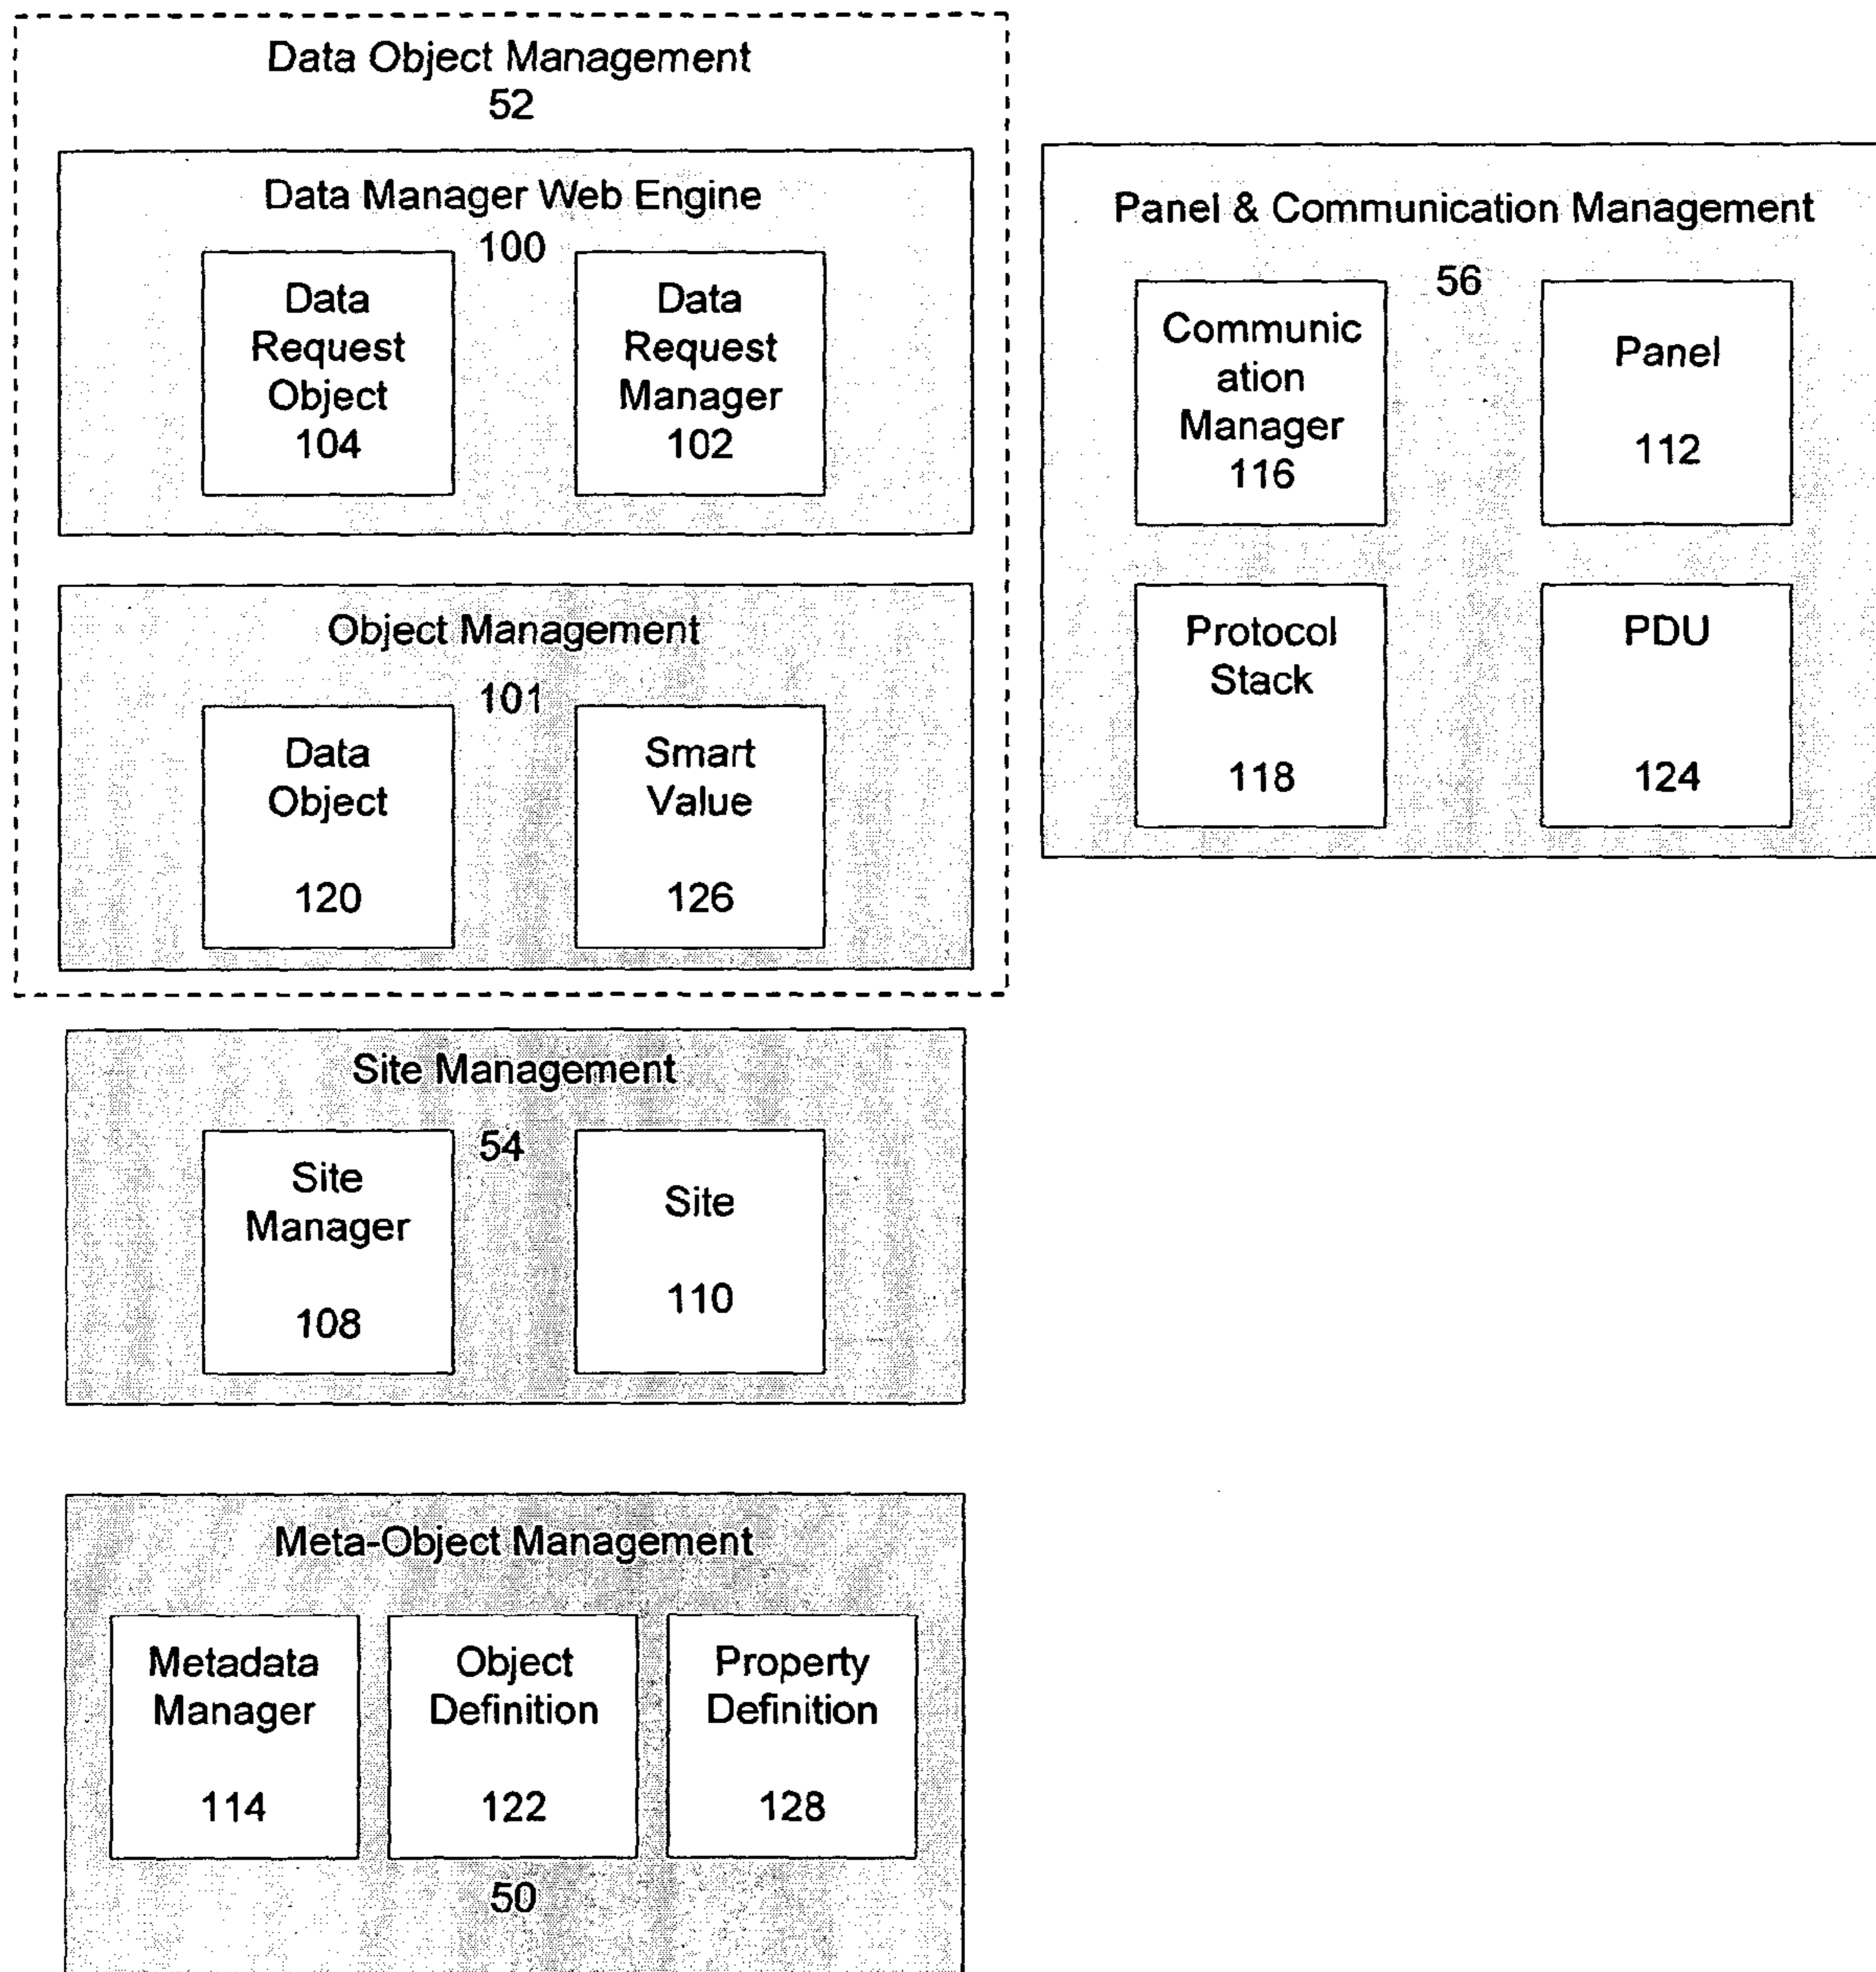 Data Object Management
52
Data Manager Web Engine
100
Data
Request
Object
104
Data
Request
Manager
102
Object Management
101
Data
Object
120
Smart
Value
126
Panel & Communication Management
56
Communic
ation
Manager
116
Panel
112
Protocol
Stack
118
PDU
124
Site Management
54
Site
Manager
108
Site
110
Meta-Object Management
Metadata
Manager
114
Object
Definition
122
Property
Definition
128
50